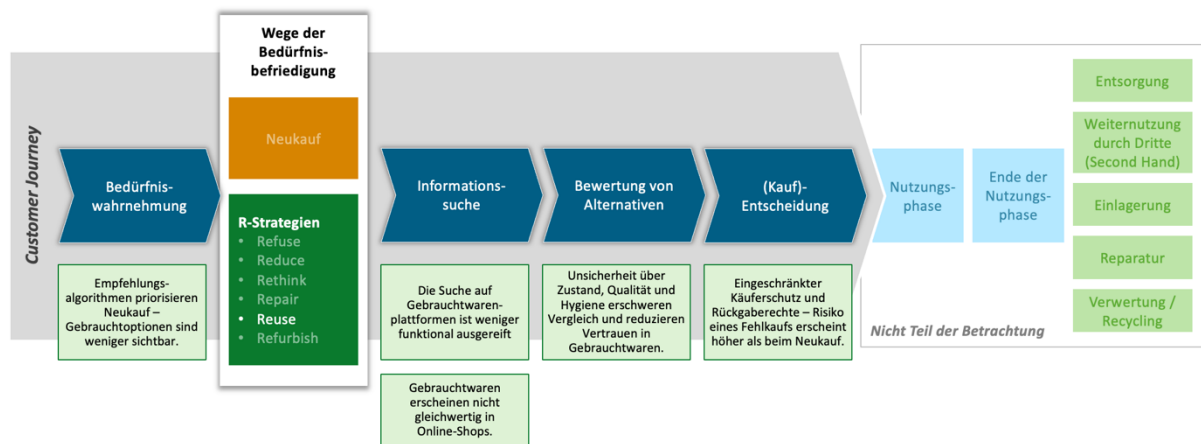 Customer Journey
Bedürfnis-
wahrnehmung
Empfehlungs-
algorithmen priorisieren
Neukauf –
Gebrauchtoptionen sind
weniger sichtbar.
Wege der
Bedürfnis-
befriedigung
Neukauf
R-Strategien
• Refuse
• Reduce
• Rethink
• Repair
• Reuse
• Refurbish
Informations-
suche
Die Suche auf
Gebrauchtwaren-
plattformen ist weniger
funktional ausgereift
Gebrauchtwaren
erscheinen nicht
gleichwertig in
Online-Shops.
Bewertung von
Alternativen
Unsicherheit über
Zustand, Qualität und
Hygiene erschweren
Vergleich und reduzieren
Vertrauen in
Gebrauchtwaren.
(Kauf)-
Entscheidung
Eingeschränkter
Käuferschutz und
Rückgaberechte – Risiko
eines Fehlkaufs erscheint
höher als beim Neukauf.
Nutzungs-
phase
Ende der
Nutzungs-
phase
Entsorgung
Weiternutzung
durch Dritte
(Second Hand)
Einlagerung
Reparatur
Verwertung /
Recycling
Nicht Teil der Betrachtung